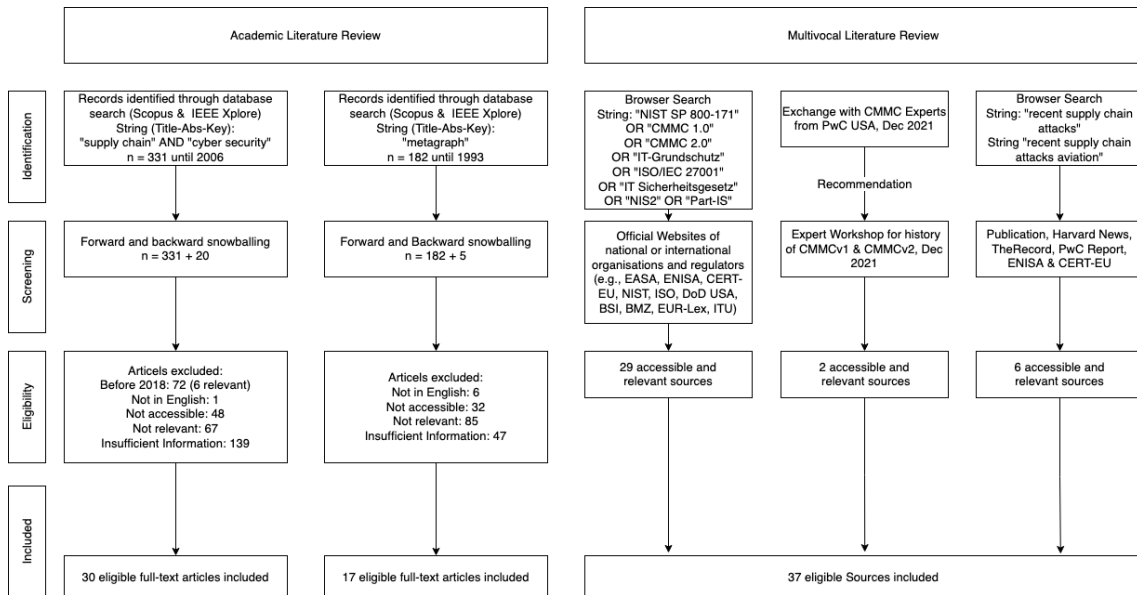 Academic Literature Review
Multivocal Literature Review
Identification
Records identified through database
search (Scopus & IEEE Xplore)
String (Title-Abs-Key):
"supply chain" AND "cyber security"
n = 331 until 2006
Records identified through database
search (Scopus & IEEE Xplore)
String (Title-Abs-Key):
"metagraph"
n = 182 until 1993
Browser Search
String: "NIST SP 800-171"
OR "CMMC 1.0"
OR "CMMC 2.0"
OR "IT-Grundschutz"
OR "ISO/IEC 27001"
OR "IT Sicherheitsgesetz"
OR "NIS2" OR "Part-IS"
Exchange with CMMC Experts
from PwC USA, Dec 2021
Recommendation
Browser Search
String: "recent supply chain
attacks"
String "recent supply chain
attacks aviation"
Screening
Forward and backward snowballing
n = 331 + 20
Forward and Backward snowballing
n = 182 + 5
Official Websites of
national or international
organisations and regulators
(e.g., EASA, ENISA, CERT-
EU, NIST, ISO, DoD USA,
BSI, BMZ, EUR-Lex, ITU)
Expert Workshop for history
of CMMCv1 & CMMCv2, Dec
2021
Publication, Harvard News,
TheRecord, PwC Report,
ENISA & CERT-EU
Eligibility
Articels excluded:
Before 2018: 72 (6 relevant)
Not in English: 1
Not accessible: 48
Not relevant: 67
Insufficient Information: 139
Articels excluded:
Not in English: 6
Not accessible: 32
Not relevant: 85
Insufficient Information: 47
29 accessible and
relevant sources
2 accessible and
relevant sources
6 accessible and
relevant sources
Included
30 eligible full-text articles included
17 eligible full-text articles included
37 eligible Sources included